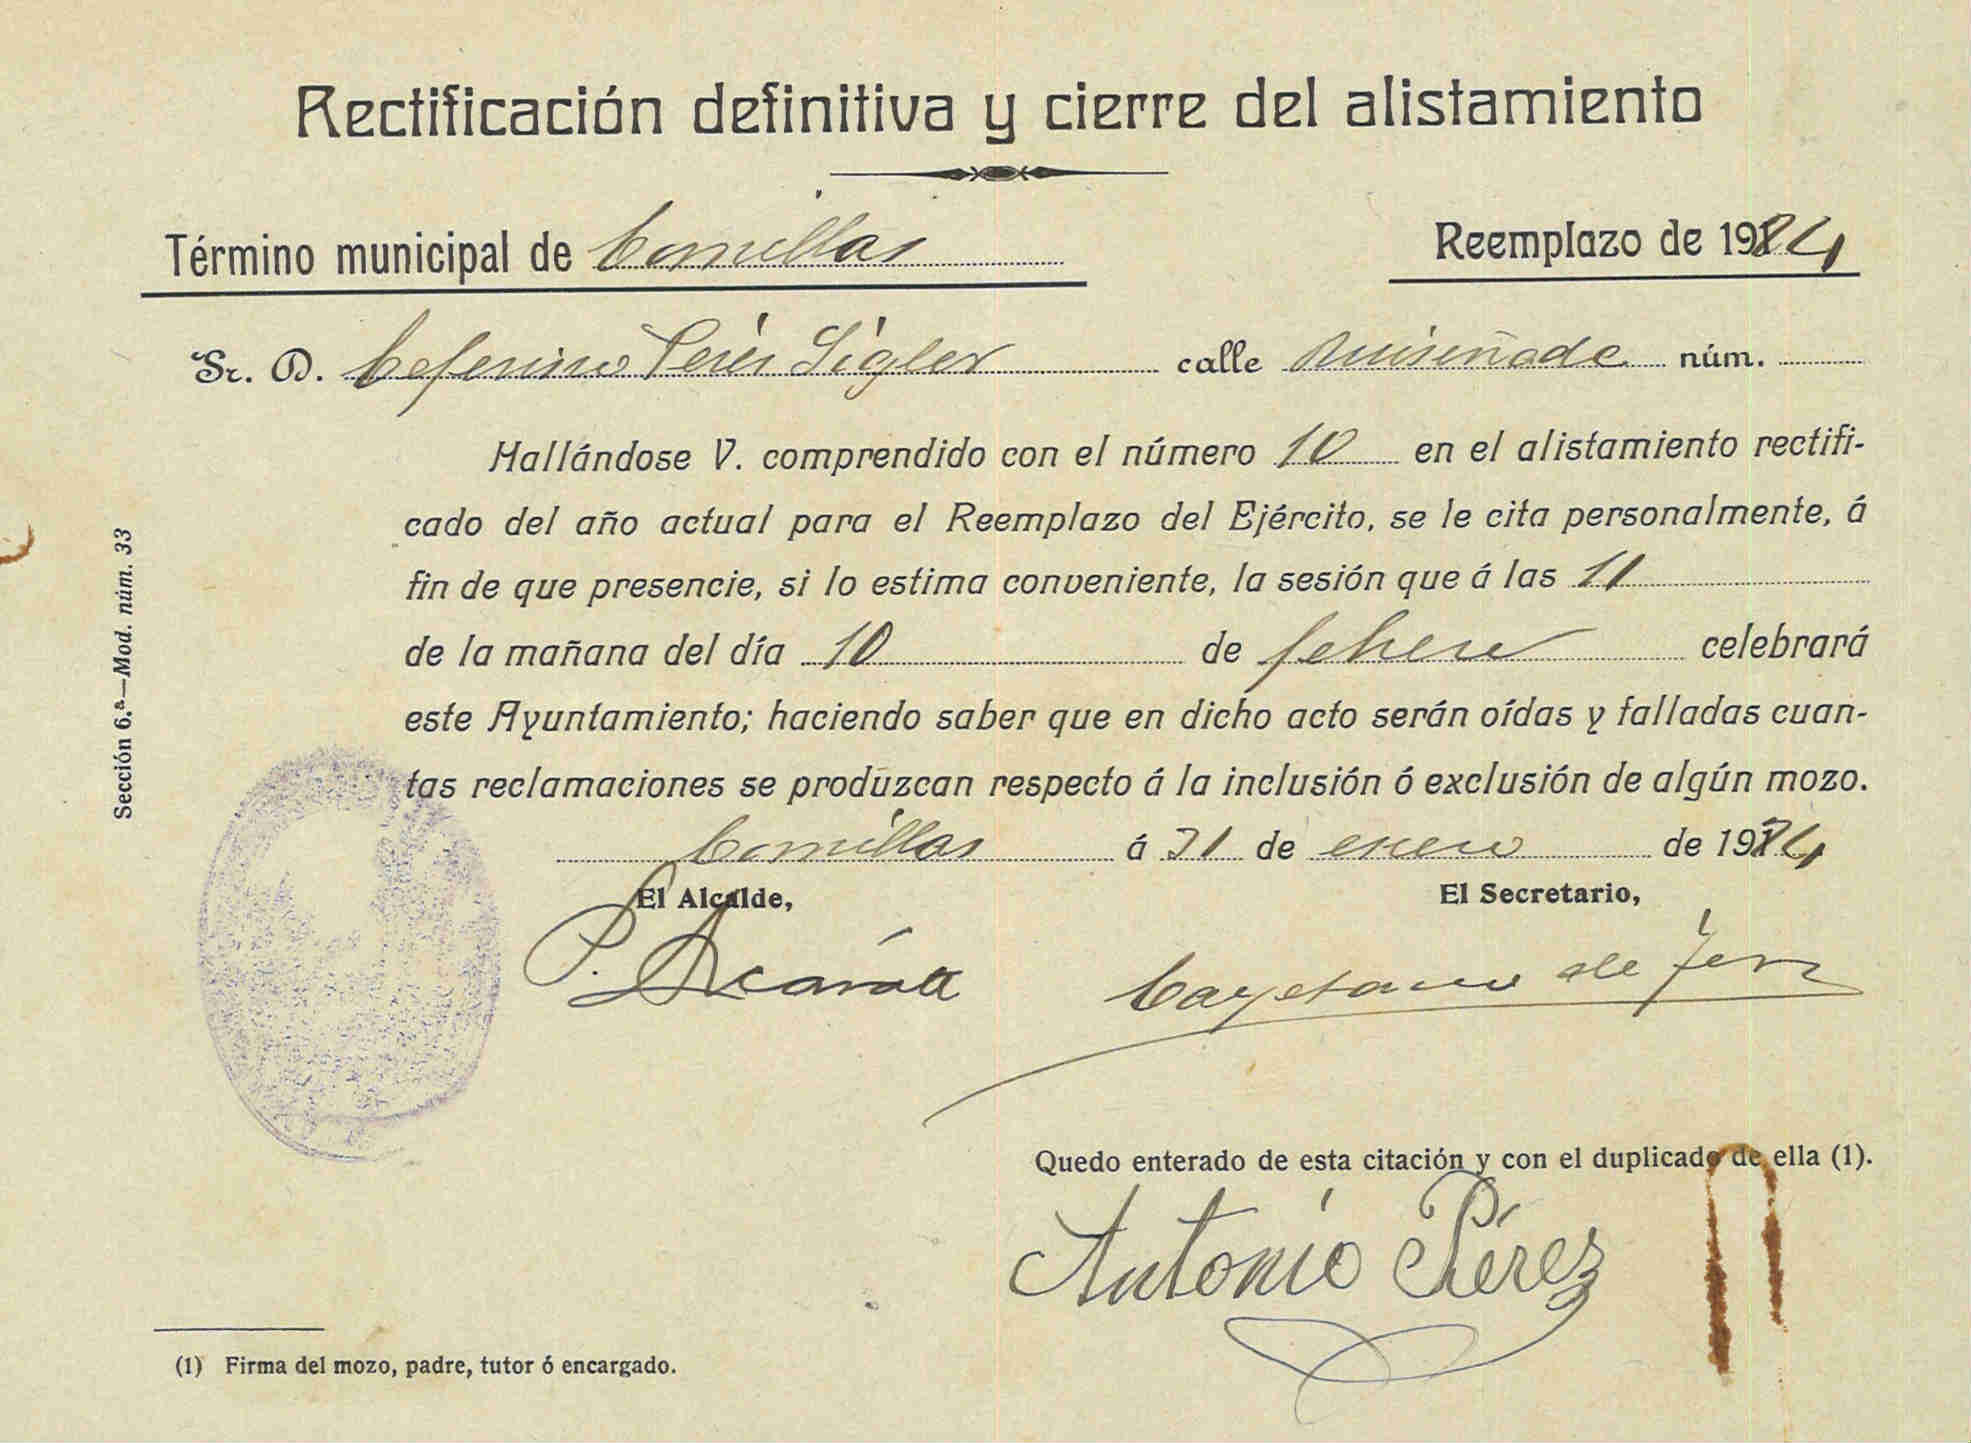 Rectificación definitiva y cierre del alistamiento
Término municipal de Comillas
Reemplazo de 1924
Sr. D. Ceferino Pérez Sígler calle Ruiseñada núm.
Hallándose V. comprendido con el número 10 en el alistamiento rectifi-
cado del año actual para el Reemplazo del Ejército, se le cita personalmente, á
fin de que presencie, si lo estima conveniente, la sesión que á las 11
de la mañana del día 10 de febrero celebrará
este Ayuntamiento; haciendo saber que en dicho acto serán oídas y falladas cuan-
tas reclamaciones se produzcan respecto á la inclusión ó exclusión de algún mozo.
Comillas á 31 de enero de 1924
El Alcalde,
El Secretario,
P.
Cayetano de
Quedo enterado de esta citación y con el duplicado de ella (1).
Antonio Pérez
(1) Firma del mozo, padre, tutor ó encargado.
Sección 6.ª—Mod. núm. 33